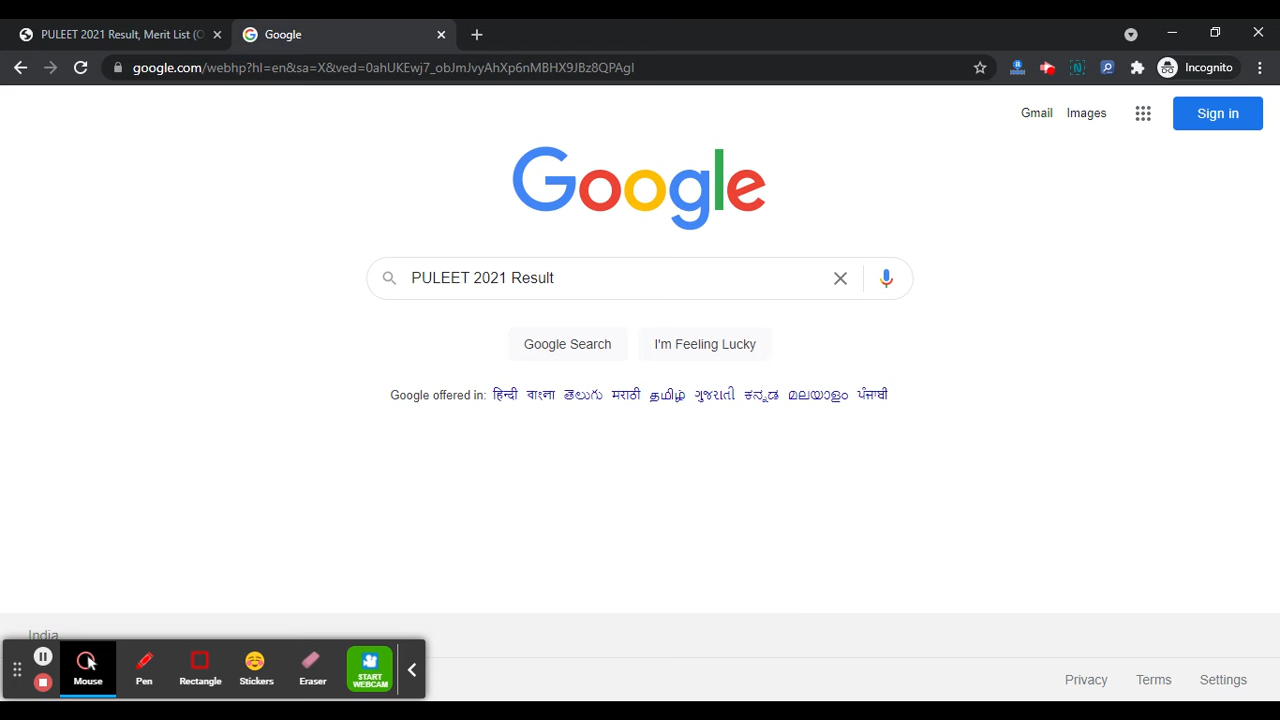 PULEET 2021 Result, Merit List (O
Google
google.com/webhp?hl=en&sa=X&ved=0ahUKEwj7_obJmJvyAhXp6nMBHX9JBz8QPAgI
Incognito
Gmail Images
Sign in
Google
PULEET 2021 Result
Google Search I'm Feeling Lucky
Google offered in: हिन्दी বাংলা తెలుగు मराठी தமிழ் ગુજરાતી ಕನ್ನಡ മലയാളം ਪੰਜਾਬੀ
India
Mouse Pen Rectangle Stickers Eraser START WEBCAM
Privacy Terms Settings